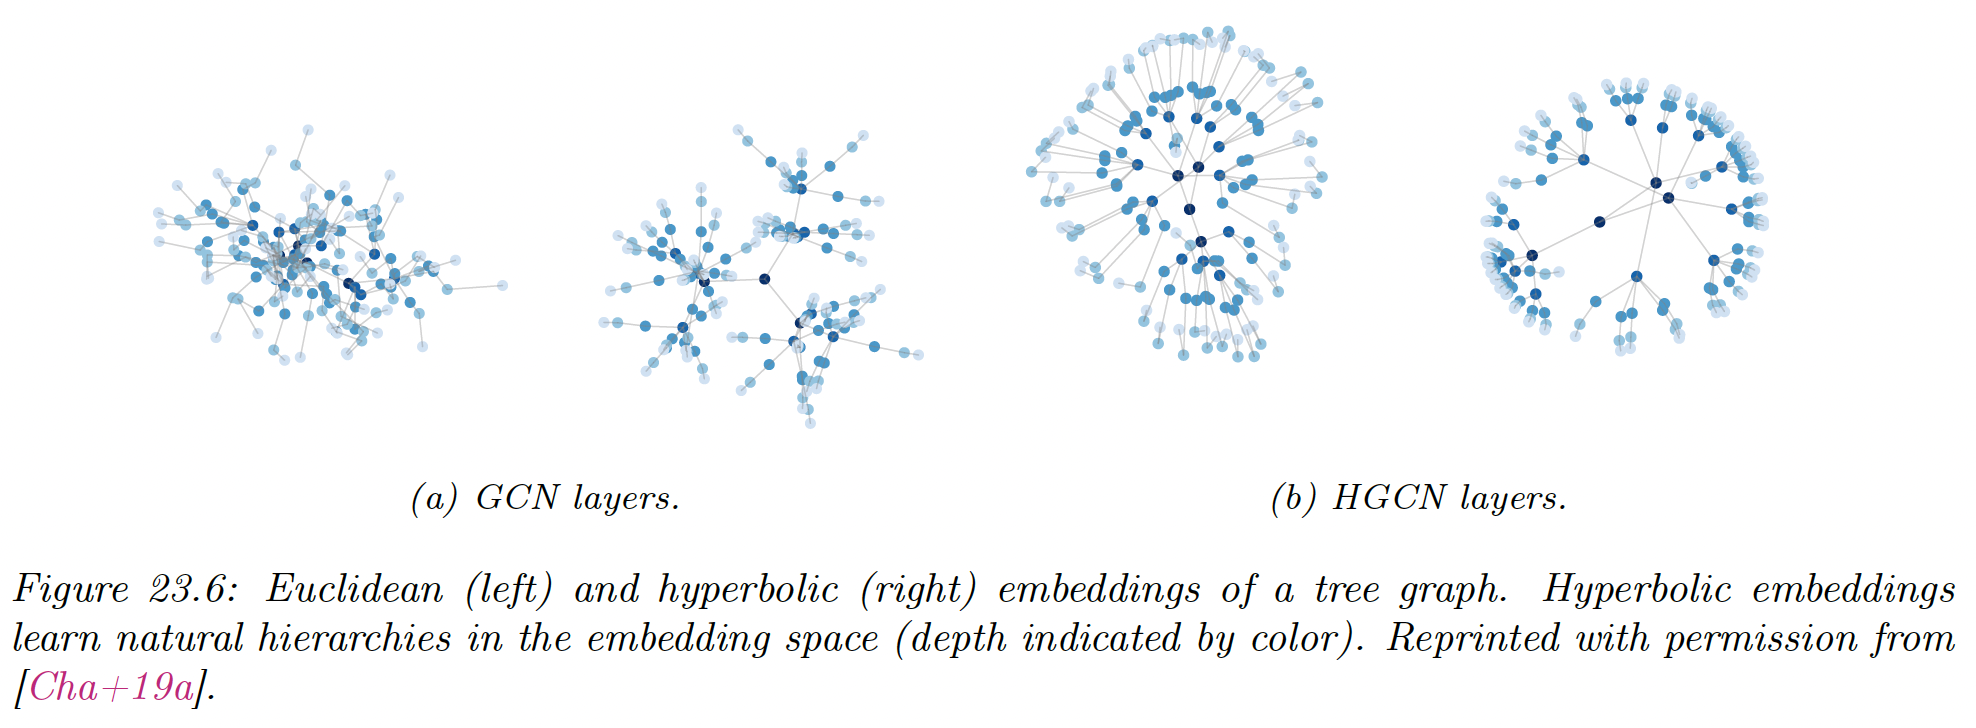 (a) GCN layers.
(b) HGCN layers.
Figure 23.6: Euclidean (left) and hyperbolic (right) embeddings of a tree graph. Hyperbolic embeddings
learn natural hierarchies in the embedding space (depth indicated by color). Reprinted with permission from
[Cha+19a].